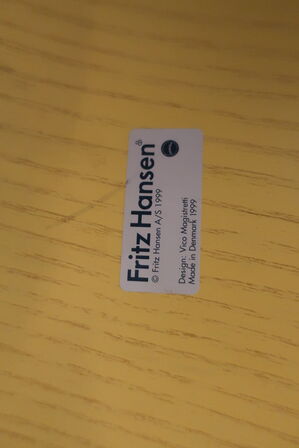 Fritz Hansen®
© Fritz Hansen A/S 1999
Design: Vico Magistretti
Made in Denmark 1999